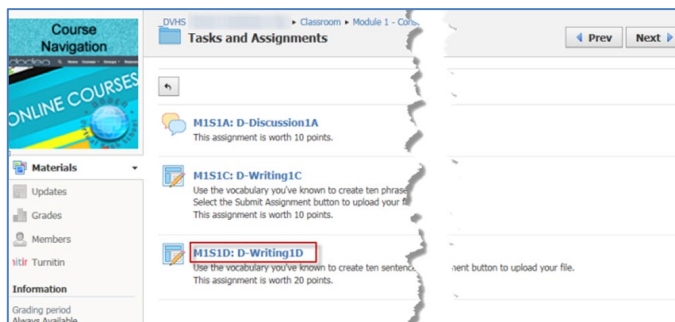 Course
Navigation
ONLINE COURSES
Materials
Updates
Grades
Members
Turnitin
Information
Grading period
Always Available
_DVHS ▸ Classroom ▸ Module 1 -
Tasks and Assignments
Prev Next
M1S1A: D-Discussion1A
This assignment is worth 10 points.
M1S1C: D-Writing1C
Use the vocabulary you've known to create ten phrase
Select the Submit Assignment button to upload your
This assignment is worth 10 points.
M1S1D: D-Writing1D
Use the vocabulary you've known to create ten sentenc ent button to upload your file.
This assignment is worth 20 points.